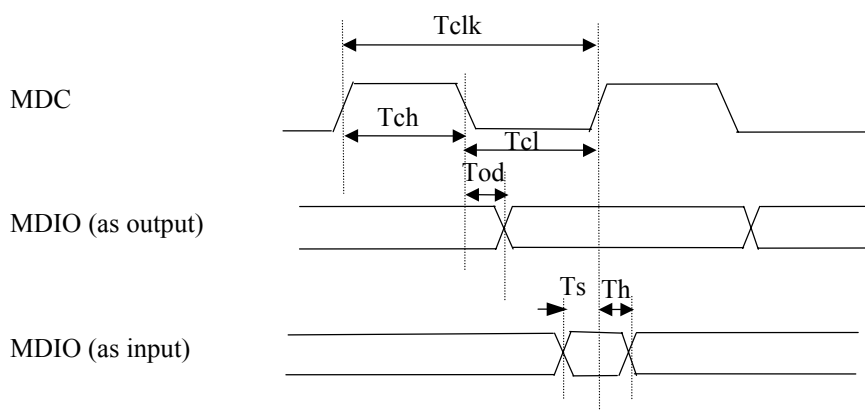 Tclk
MDC
Tch
Tcl
Tod
MDIO (as output)
Ts Th
MDIO (as input)